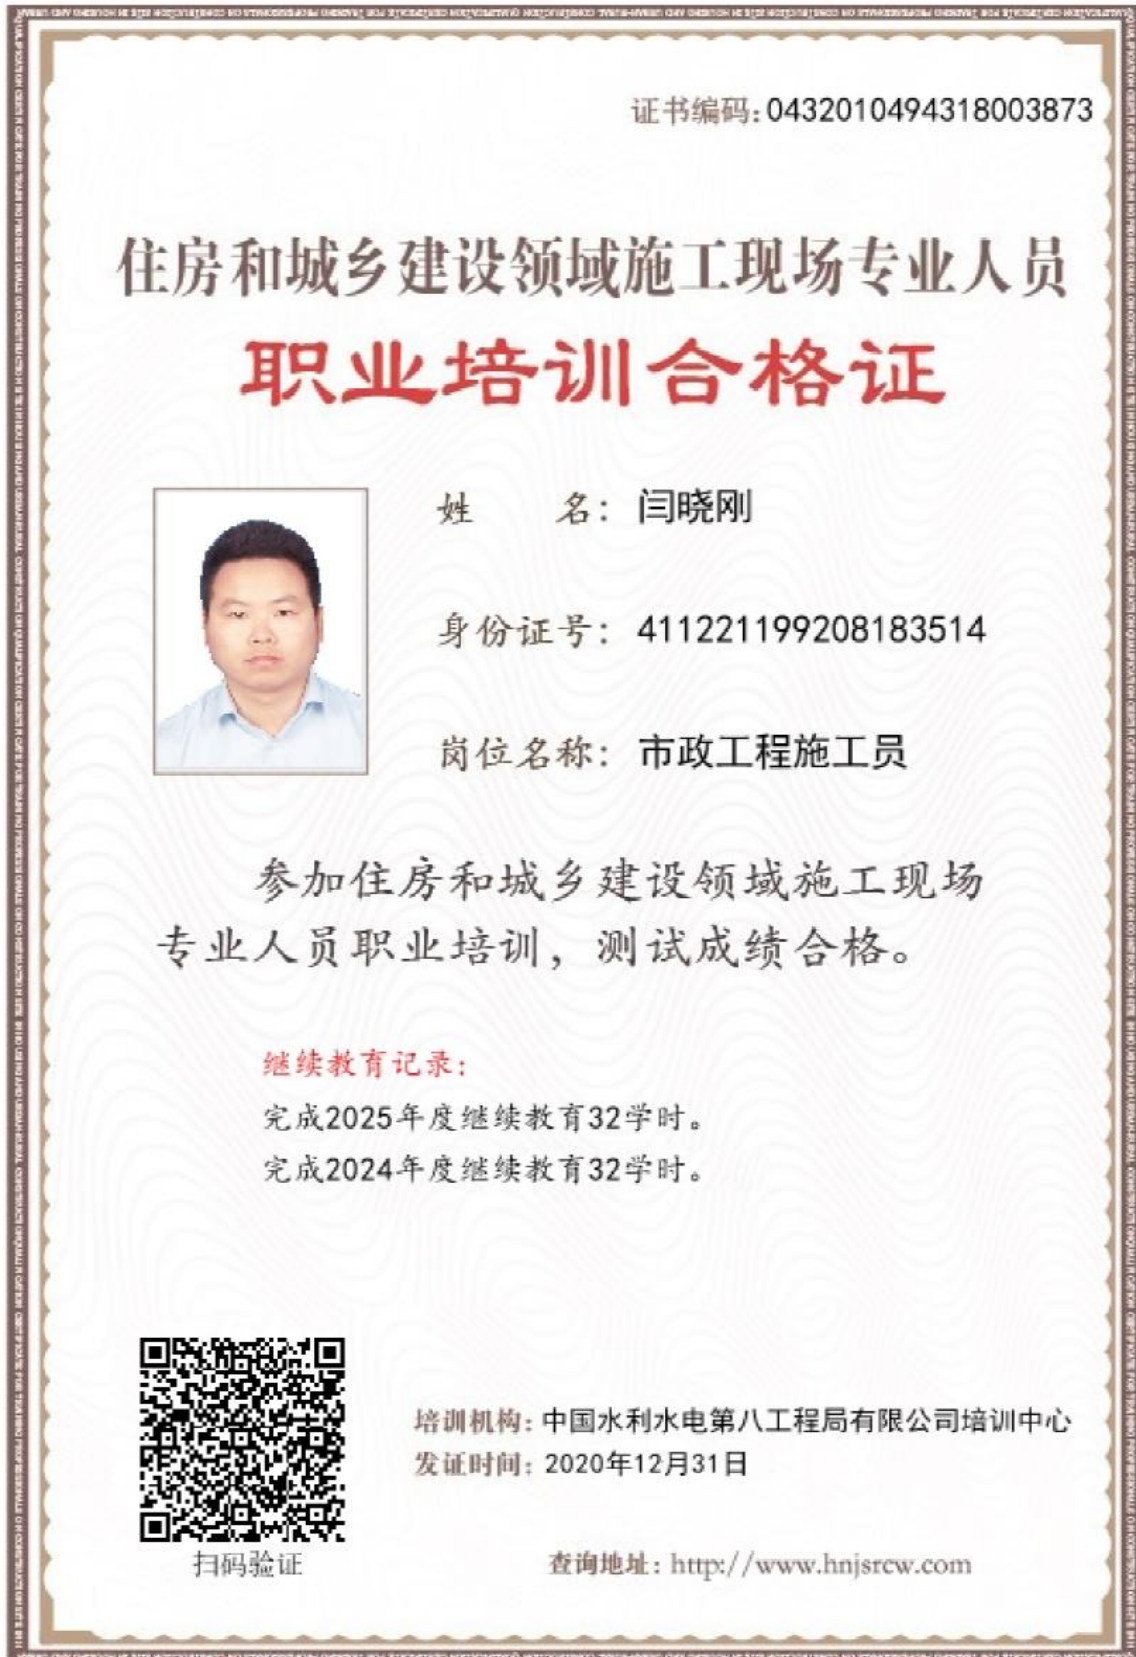 证书编码:0432010494318003873
住房和城乡建设领域施工现场专业人员
职业培训合格证
姓 名: 闫晓刚
身份证号: 411221199208183514
岗位名称: 市政工程施工员
参加住房和城乡建设领域施工现场
专业人员职业培训，测试成绩合格。
继续教育记录:
完成2025年度继续教育32学时。
完成2024年度继续教育32学时。
培训机构: 中国水利水电第八工程局有限公司培训中心
发证时间: 2020年12月31日
扫码验证
查询地址: http://www.hnjsrcw.com